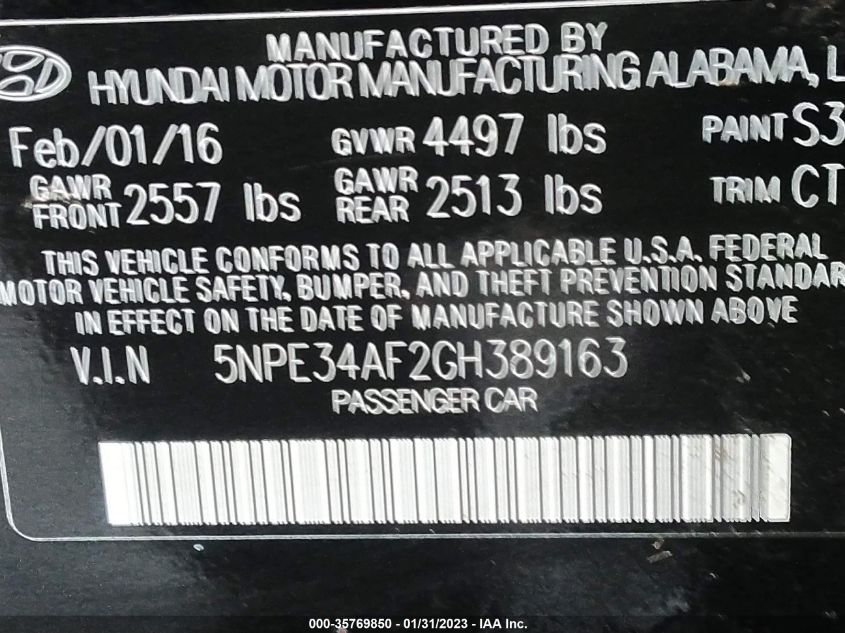 MANUFACTURED BY
HYUNDAI MOTOR MANUFACTURING ALABAMA, L
Feb/01/16 GVWR 4497 lbs PAINT S3
GAWR FRONT 2557 lbs GAWR REAR 2513 lbs TRIM CT
THIS VEHICLE CONFORMS TO ALL APPLICABLE U.S.A. FEDERAL
MOTOR VEHICLE SAFETY, BUMPER, AND THEFT PREVENTION STANDAR
IN EFFECT ON THE DATE OF MANUFACTURE SHOWN ABOVE
V.I.N 5NPE34AF2GH389163
PASSENGER CAR
000-35769850 - 01/31/2023 - IAA Inc.